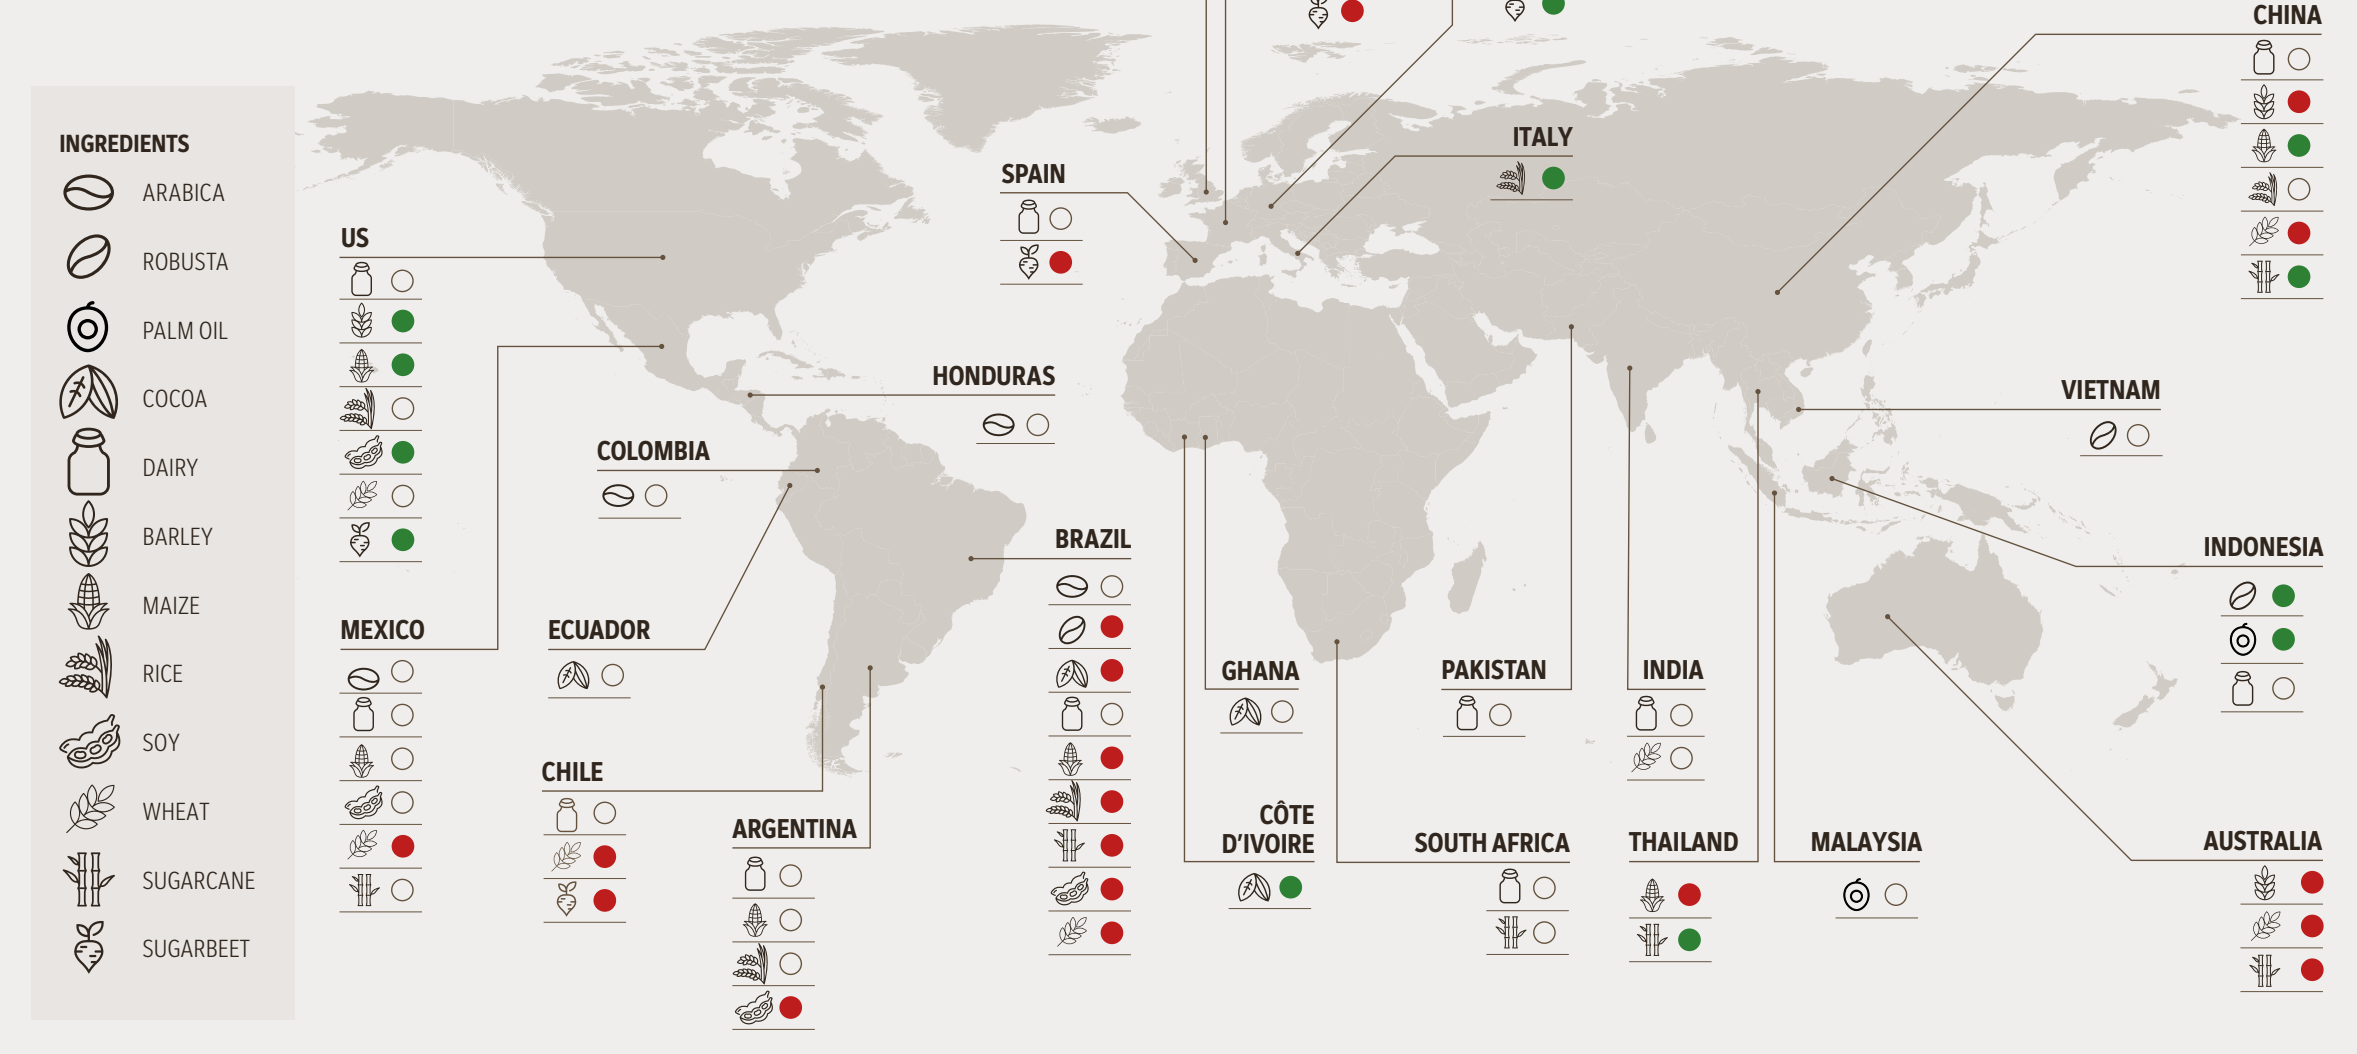 CHINA
INGREDIENTS
ARABICA
ROBUSTA
PALM OIL
COCOA
DAIRY
BARLEY
MAIZE
RICE
SOY
WHEAT
SUGARCANE
SUGARBEET
US
MEXICO
COLOMBIA
ECUADOR
CHILE
ARGENTINA
HONDURAS
SPAIN
ITALY
BRAZIL
GHANA
CÔTE
D'IVOIRE
PAKISTAN
SOUTH AFRICA
INDIA
THAILAND
MALAYSIA
VIETNAM
INDONESIA
AUSTRALIA